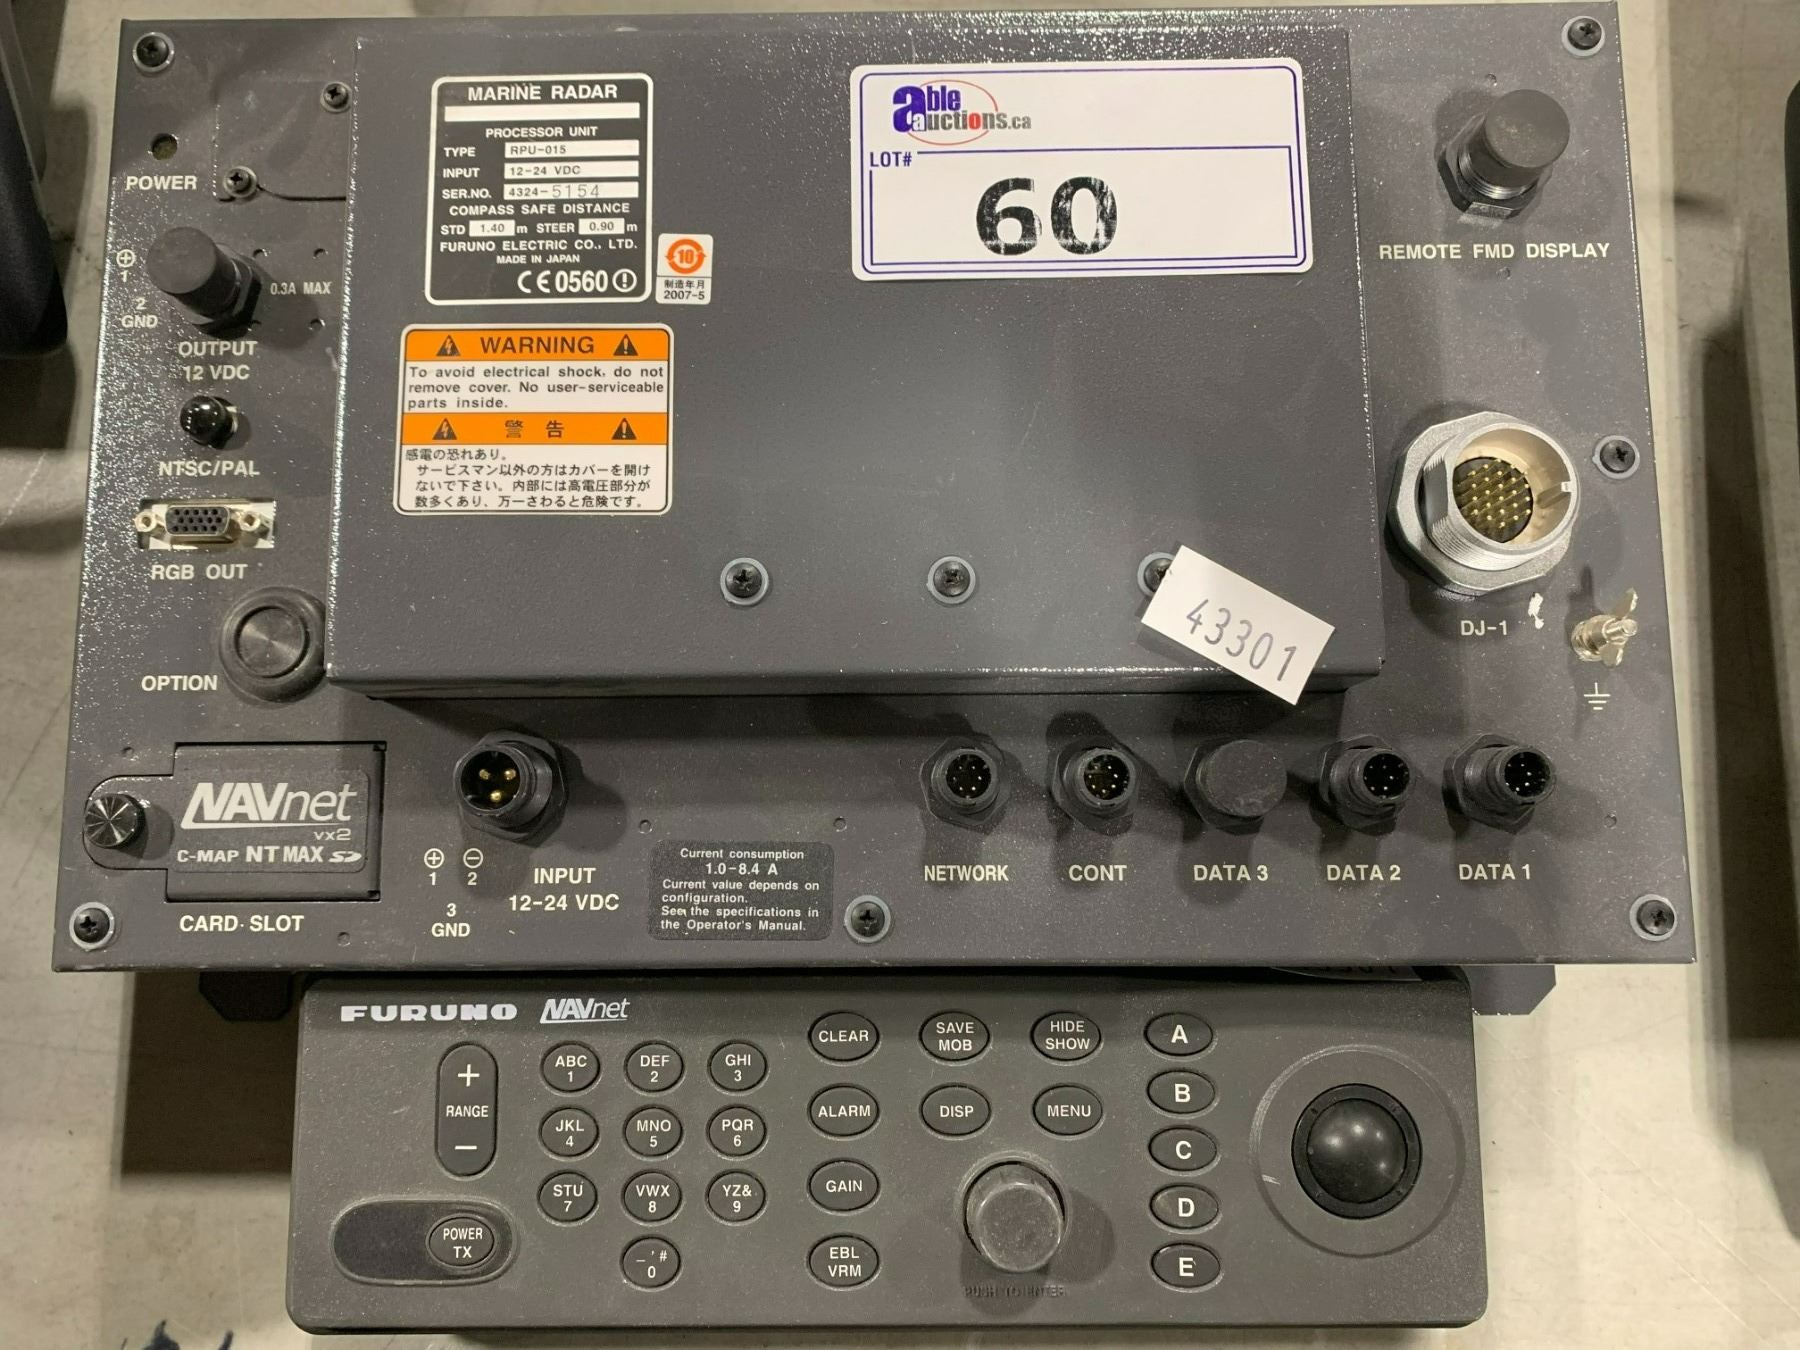 MARINE RADAR
PROCESSOR UNIT
TYPE RPU-015
INPUT 12-24 VDC
SER.NO. 4324-5154
COMPASS SAFE DISTANCE
STD 1.40 m STEER 0.90 m
FURUNO ELECTRIC CO., LTD.
MADE IN JAPAN
CE0560
10
制造年月
2007-5
able
auctions.ca
LOT#
60
POWER
1
2
GND
0.3A MAX
OUTPUT
12 VDC
NTSC/PAL
RGB OUT
OPTION
WARNING
To avoid electrical shock, do not
remove cover. No user-serviceable
parts inside.
警告
感電の恐れあり。
サービスマン以外の方はカバーを開け
ないで下さい。内部には高電圧部分が
数多くあり、万一さわると危険です。
REMOTE FMD DISPLAY
DJ-1
43301
NAVnet
vx2
C-MAP NT MAX SD
CARD SLOT
1 2
3
GND
INPUT
12-24 VDC
Current consumption
1.0-8.4 A
Current value depends on
configuration.
See the specifications in
the Operator's Manual.
NETWORK
CONT
DATA 3
DATA 2
DATA 1
FURUNO NAVnet
+
RANGE
−
POWER
TX
ABC
1
DEF
2
GHI
3
JKL
4
MNO
5
PQR
6
STU
7
VWX
8
YZ&
9
_'#
0
CLEAR
SAVE
MOB
HIDE
SHOW
ALARM
DISP
MENU
GAIN
EBL
VRM
PUSH TO ENTER
A
B
C
D
E